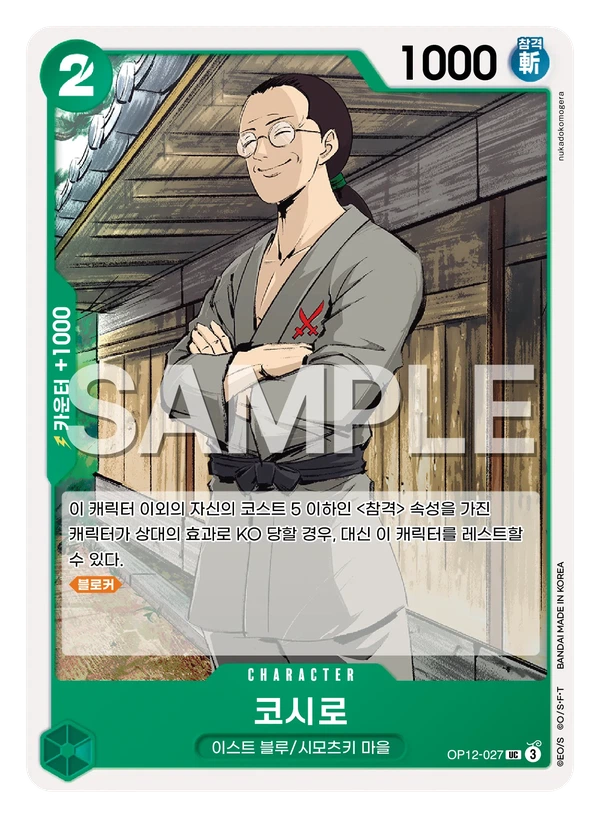 2
1000
참격
斬
nukadokomogera
카운터 +1000
SAMPLE
이 캐릭터 이외의 자신의 코스트 5 이하인 <참격> 속성을 가진
캐릭터가 상대의 효과로 KO 당할 경우, 대신 이 캐릭터를 레스트할
수 있다.
블로커
CHARACTER
코시로
이스트 블루/시모츠키 마을
OP12-027 UC 3
©EO/S ©O/S·F·T BANDAI MADE IN KOREA